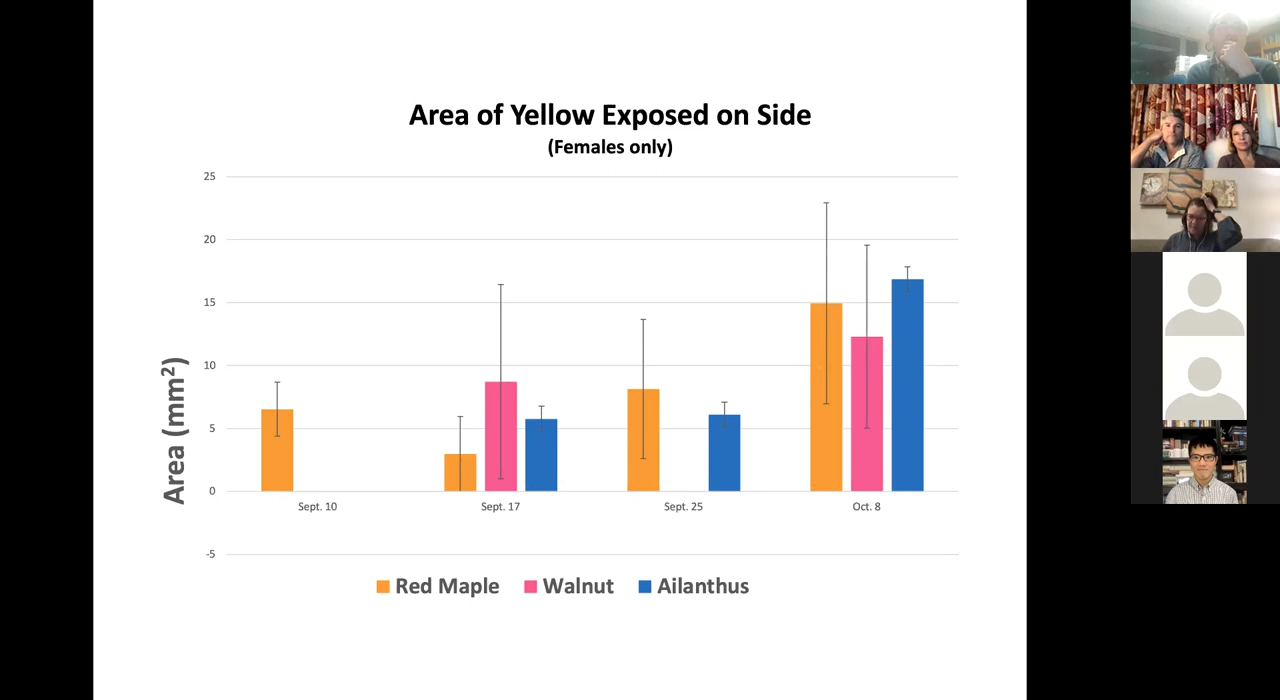 Area of Yellow Exposed on Side
(Females only)
25
20
15
10
5
0
-5
Area (mm²)
Sept. 10
Sept. 17
Sept. 25
Oct. 8
Red Maple
Walnut
Ailanthus